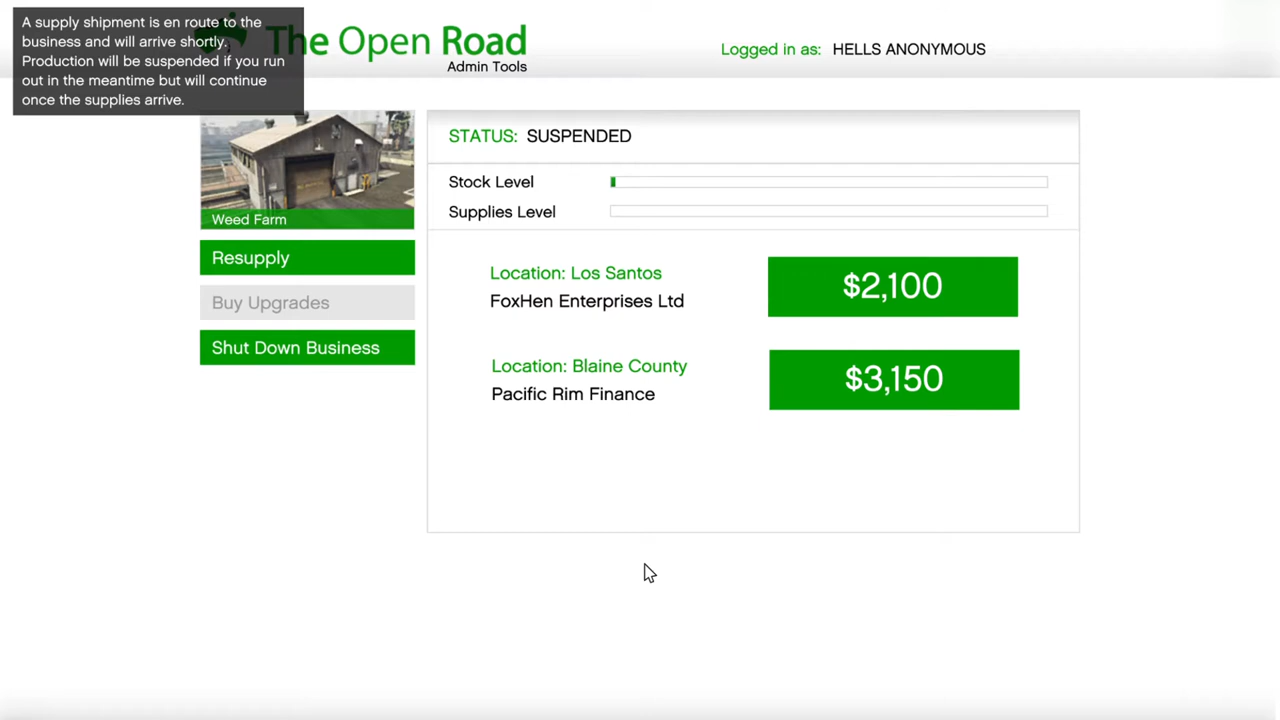 A supply shipment is en route to the
business and will arrive shortly.
Production will be suspended if you run
out in the meantime but will continue
once the supplies arrive.
The Open Road
Admin Tools
Logged in as: HELLS ANONYMOUS
Weed Farm
Resupply
Buy Upgrades
Shut Down Business
STATUS: SUSPENDED
Stock Level
Supplies Level
Location: Los Santos
FoxHen Enterprises Ltd
$2,100
Location: Blaine County
Pacific Rim Finance
$3,150